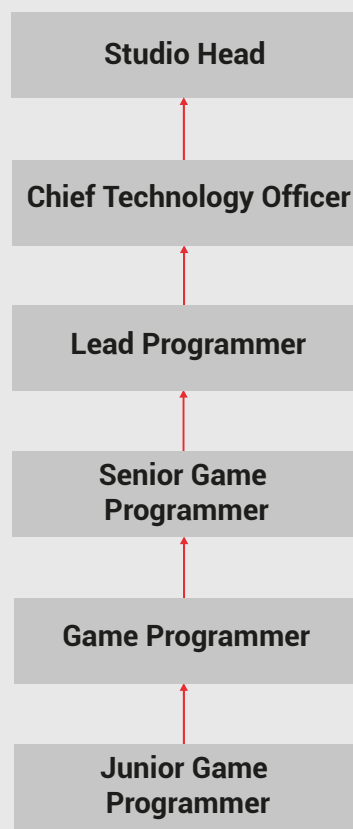 Studio Head
Chief Technology Officer
Lead Programmer
Senior Game
Programmer
Game Programmer
Junior Game
Programmer